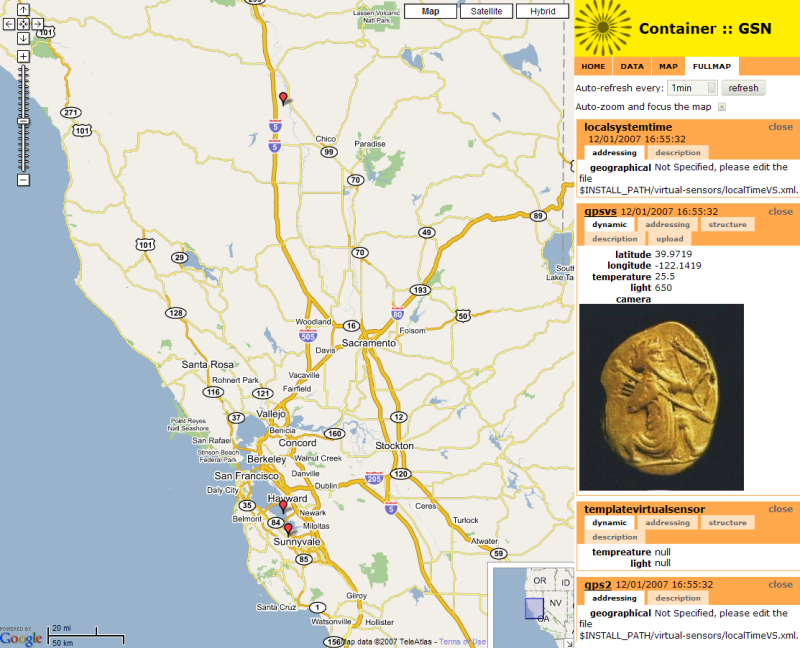 Map Satellite Hybrid
Lassen Volcanic
Nat'l Park
101
271
101
5
5
Chico
99
Paradise
70
89
49
101
29
70
South
Lake Ta
193
80
50
128
Woodland
16
Folsom
505
Davis
Sacramento
Santa Rosa
Vacaville
Rohnert Park
Fairfield
116
121
37
Vallejo
12
Point Reyes
Nat'l Seashore
Benicia
160
San Rafael
Concord
Stockton
Stinson Beach
Federal Park
Berkeley
Walnut Creek
San Francisco
Danville
120
Daly City
Dublin
205
Hayward
35
5
Ceres
Newark
Belmont
84
Milpitas
Turlock
Sunnyvale
Atwater
59
85
Gilroy
Santa Cruz
1
Watsonville
Hollister
156
OR
ID
NV
CA
POWERED BY
Google
20 mi
50 km
Map data ©2007 TeleAtlas - Terms of Use
Container :: GSN
HOME DATA MAP FULLMAP
Auto-refresh every: 1min refresh
Auto-zoom and focus the map
localsystemtime close
12/01/2007 16:55:32
addressing description
geographical Not Specified, please edit the
file
$INSTALL_PATH/virtual-sensors/localTimeVS.xml.
gpsvs 12/01/2007 16:55:32 close
dynamic addressing structure
description upload
latitude 39.9719
longitude -122.1419
temperature 25.5
light 650
camera
templatevirtualsensor close
dynamic addressing structure
description
tempreature null
light null
gps2 12/01/2007 16:55:32 close
addressing description
geographical Not Specified, please edit the
file
$INSTALL_PATH/virtual-sensors/localTimeVS.xml.